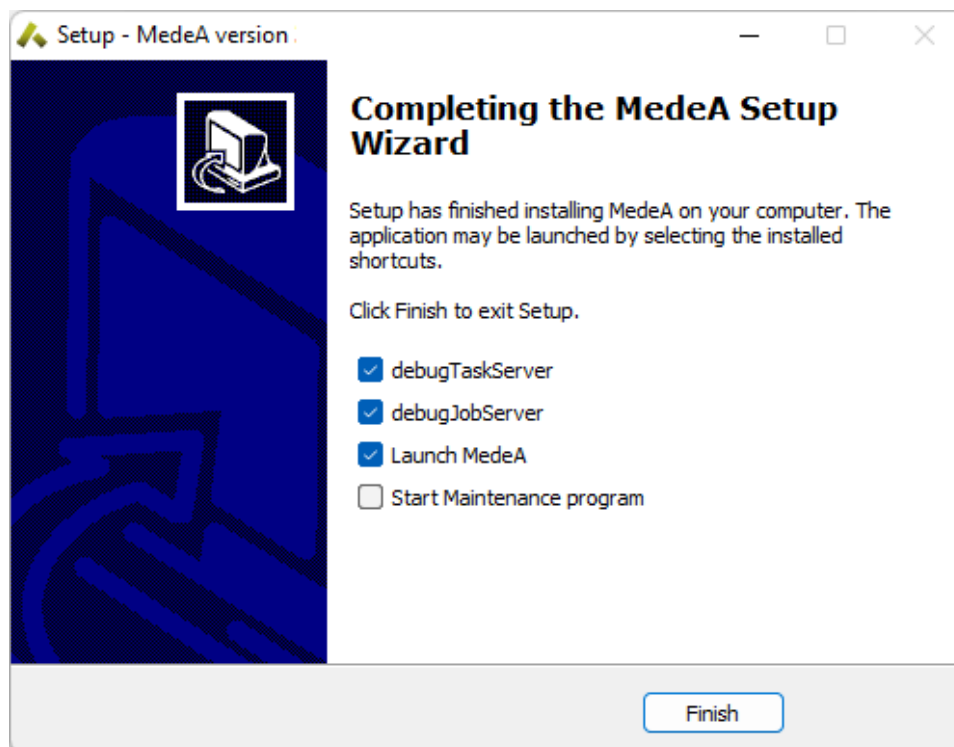 Setup - MedeA version
Completing the MedeA Setup
Wizard
Setup has finished installing MedeA on your computer. The
application may be launched by selecting the installed
shortcuts.
Click Finish to exit Setup.
debugTaskServer
debugJobServer
Launch MedeA
Start Maintenance program
Finish